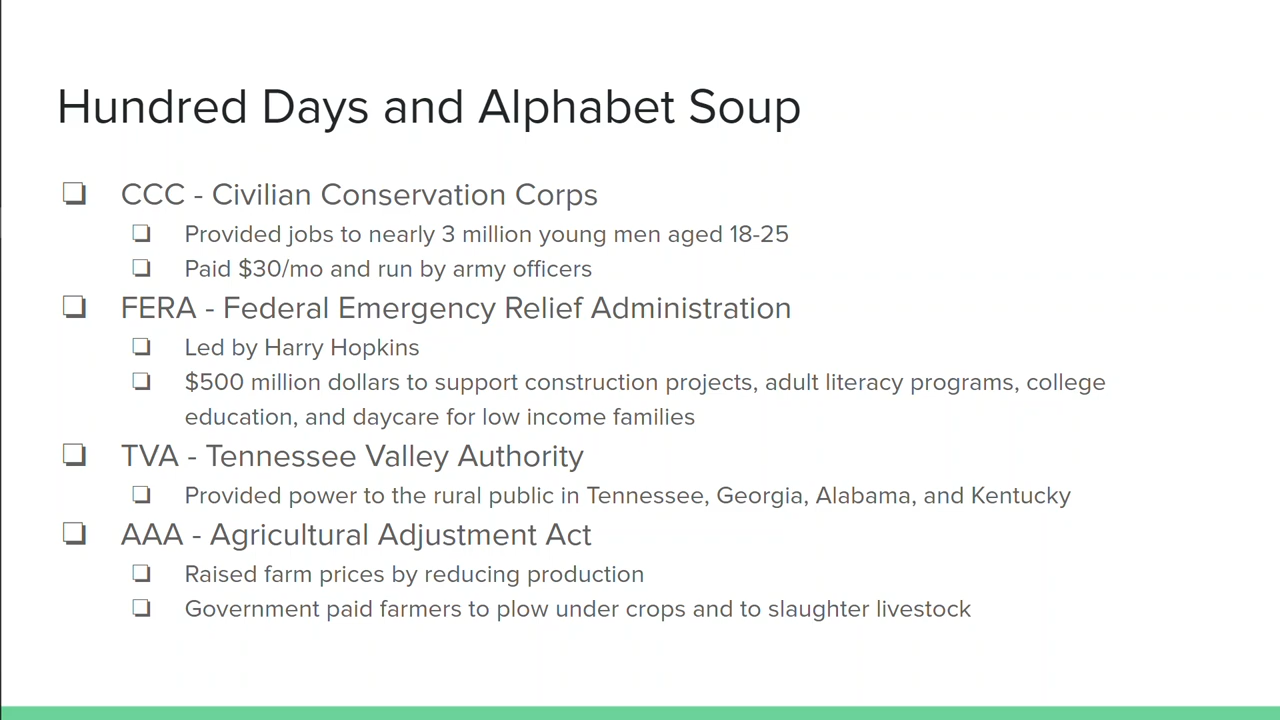 Hundred Days and Alphabet Soup
❏ CCC - Civilian Conservation Corps
❏ Provided jobs to nearly 3 million young men aged 18-25
❏ Paid $30/mo and run by army officers
❏ FERA - Federal Emergency Relief Administration
❏ Led by Harry Hopkins
❏ $500 million dollars to support construction projects, adult literacy programs, college
education, and daycare for low income families
❏ TVA - Tennessee Valley Authority
❏ Provided power to the rural public in Tennessee, Georgia, Alabama, and Kentucky
❏ AAA - Agricultural Adjustment Act
❏ Raised farm prices by reducing production
❏ Government paid farmers to plow under crops and to slaughter livestock